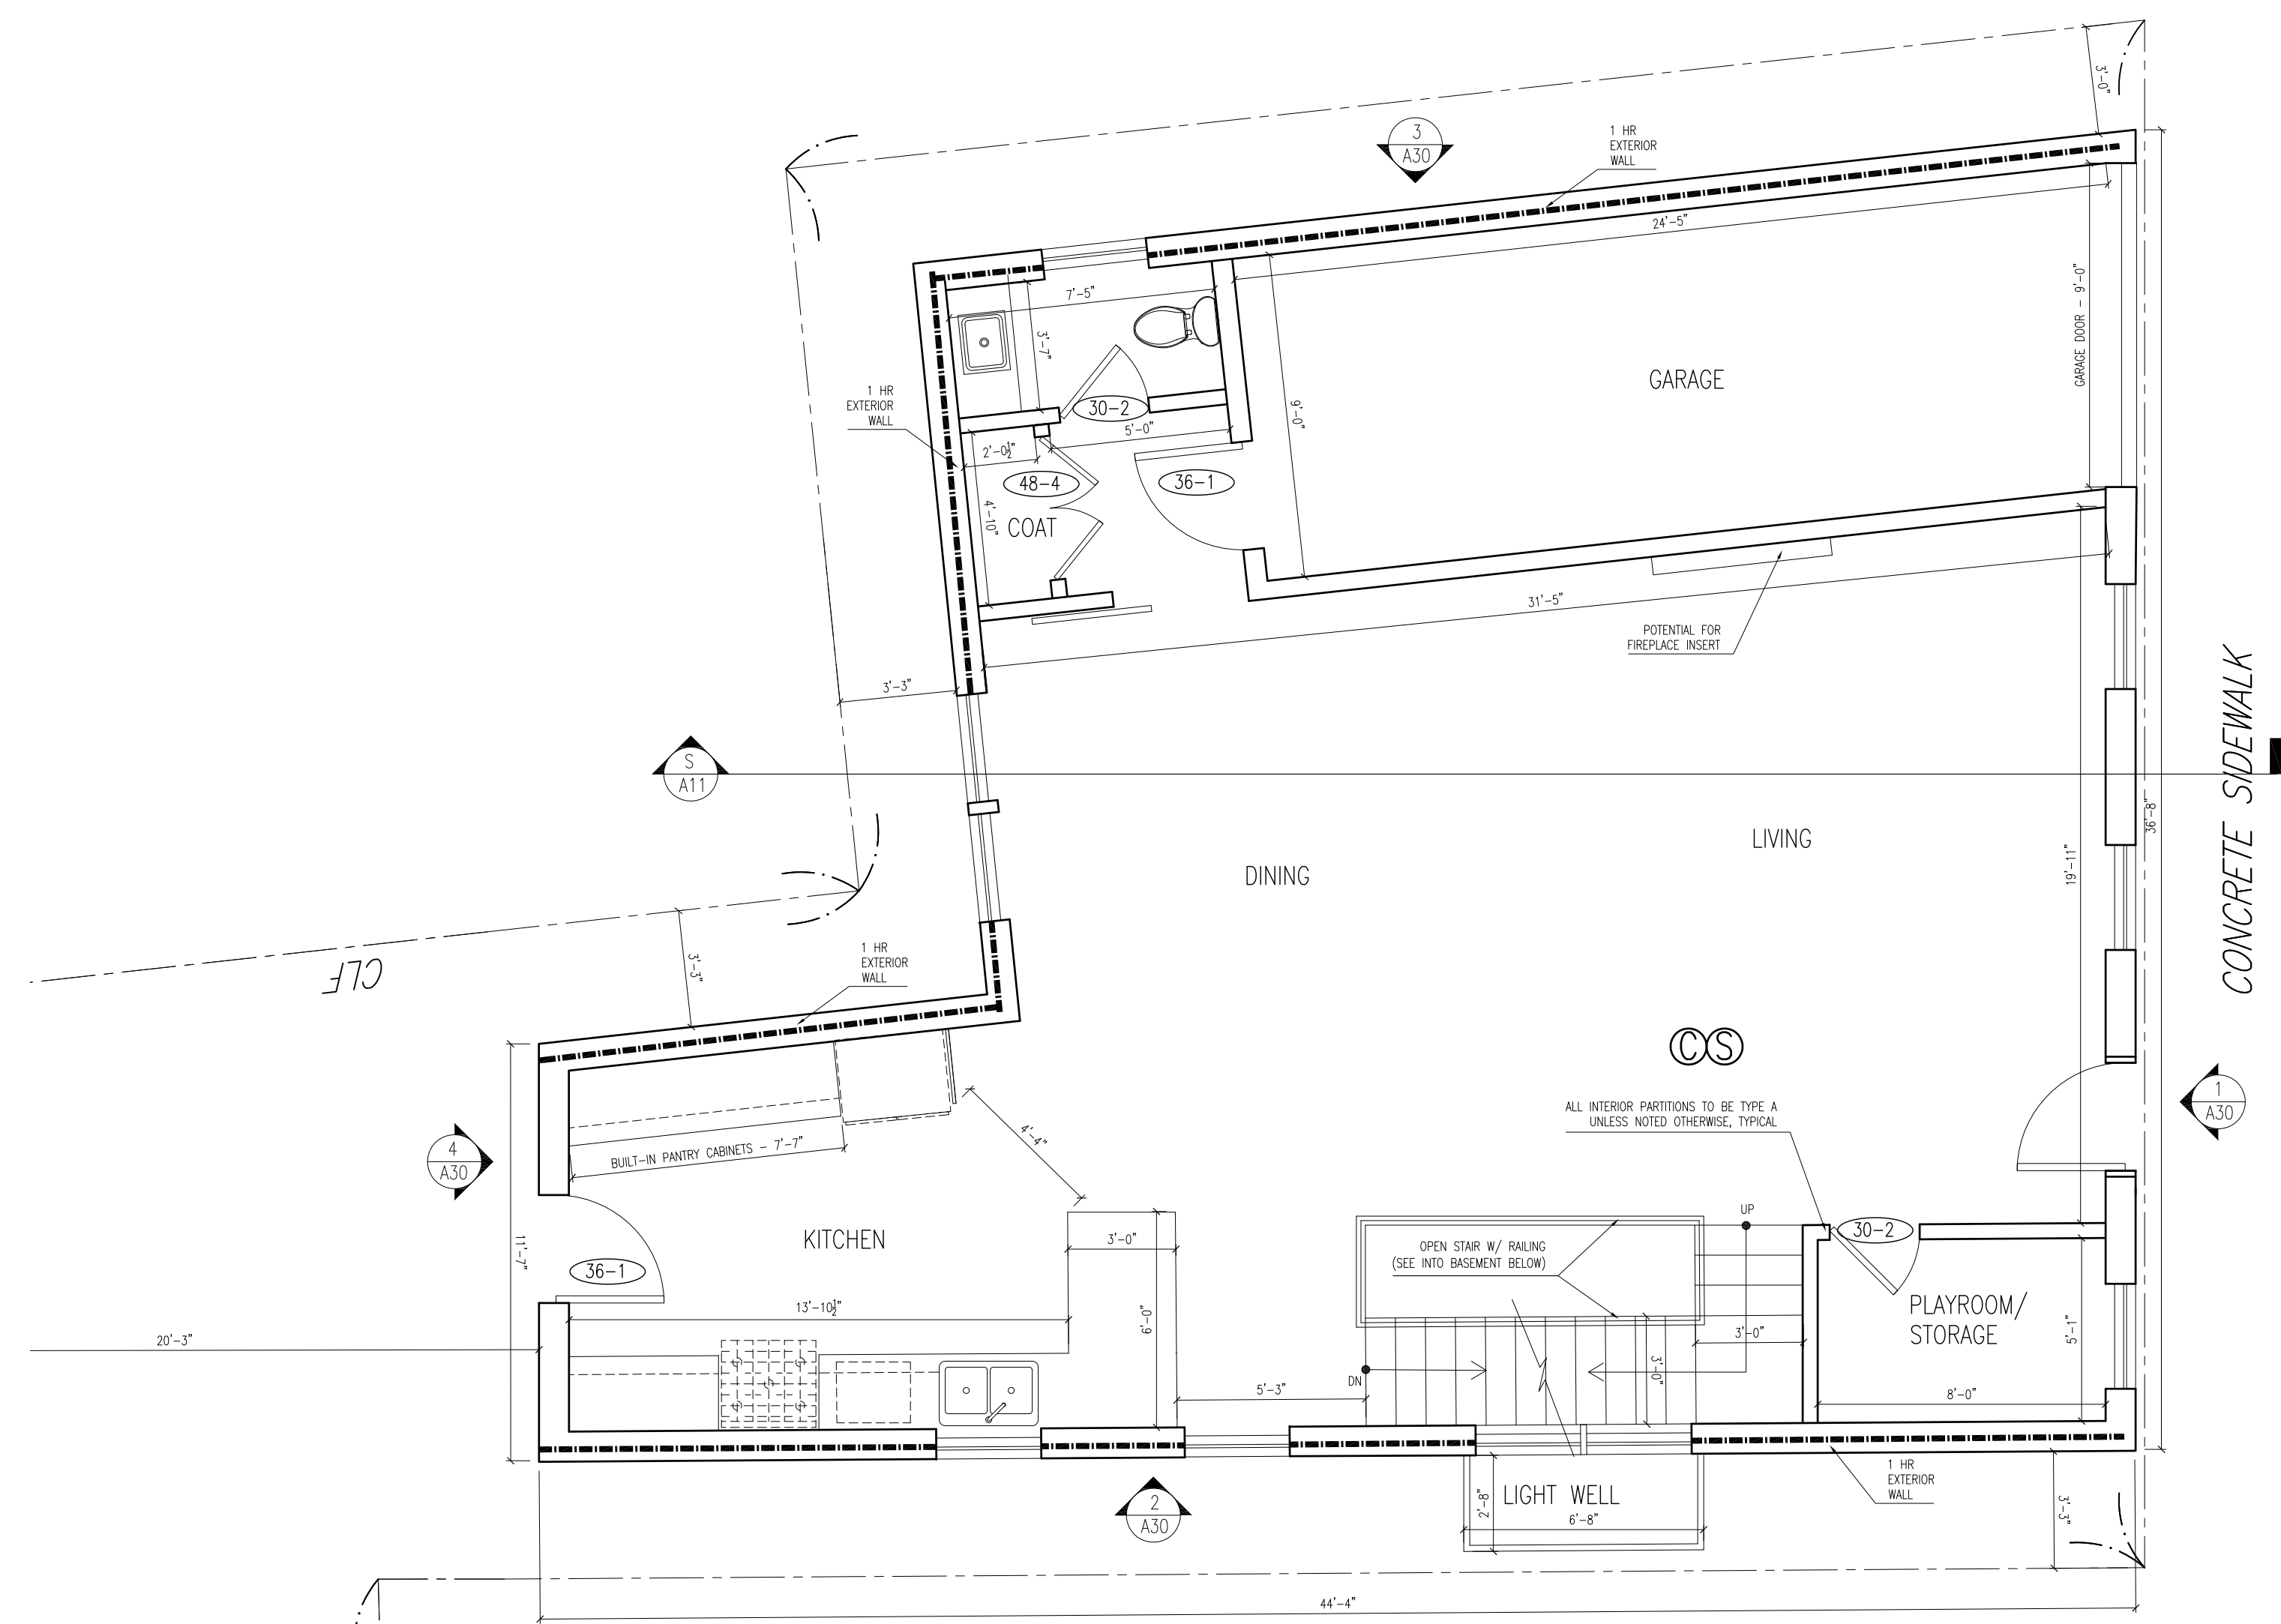 3'-0"
3
A30
1 HR
EXTERIOR
WALL
24'-5"
7'-5"
3'-7"
GARAGE DOOR - 9'-0"
GARAGE
1 HR
EXTERIOR
WALL
30-2
9'-0"
5'-0"
2'-0½"
48-4
36-1
4'-10"
COAT
31'-5"
POTENTIAL FOR
FIREPLACE INSERT
3'-3"
CONCRETE SIDEWALK
S
A11
36'-8"
LIVING
19'-11"
DINING
1 HR
EXTERIOR
WALL
3'-3"
CLF
C S
1
A30
ALL INTERIOR PARTITIONS TO BE TYPE A
UNLESS NOTED OTHERWISE, TYPICAL
4'-4"
4
A30
BUILT-IN PANTRY CABINETS - 7'-7"
UP
30-2
KITCHEN
3'-0"
OPEN STAIR W/ RAILING
(SEE INTO BASEMENT BELOW)
11'-7"
36-1
13'-10½"
6'-0"
PLAYROOM/
STORAGE
5'-1"
20'-3"
3'-0"
3'-0"
DN
5'-3"
8'-0"
1 HR
EXTERIOR
WALL
2
A30
2'-8"
LIGHT WELL
6'-8"
3'-3"
44'-4"